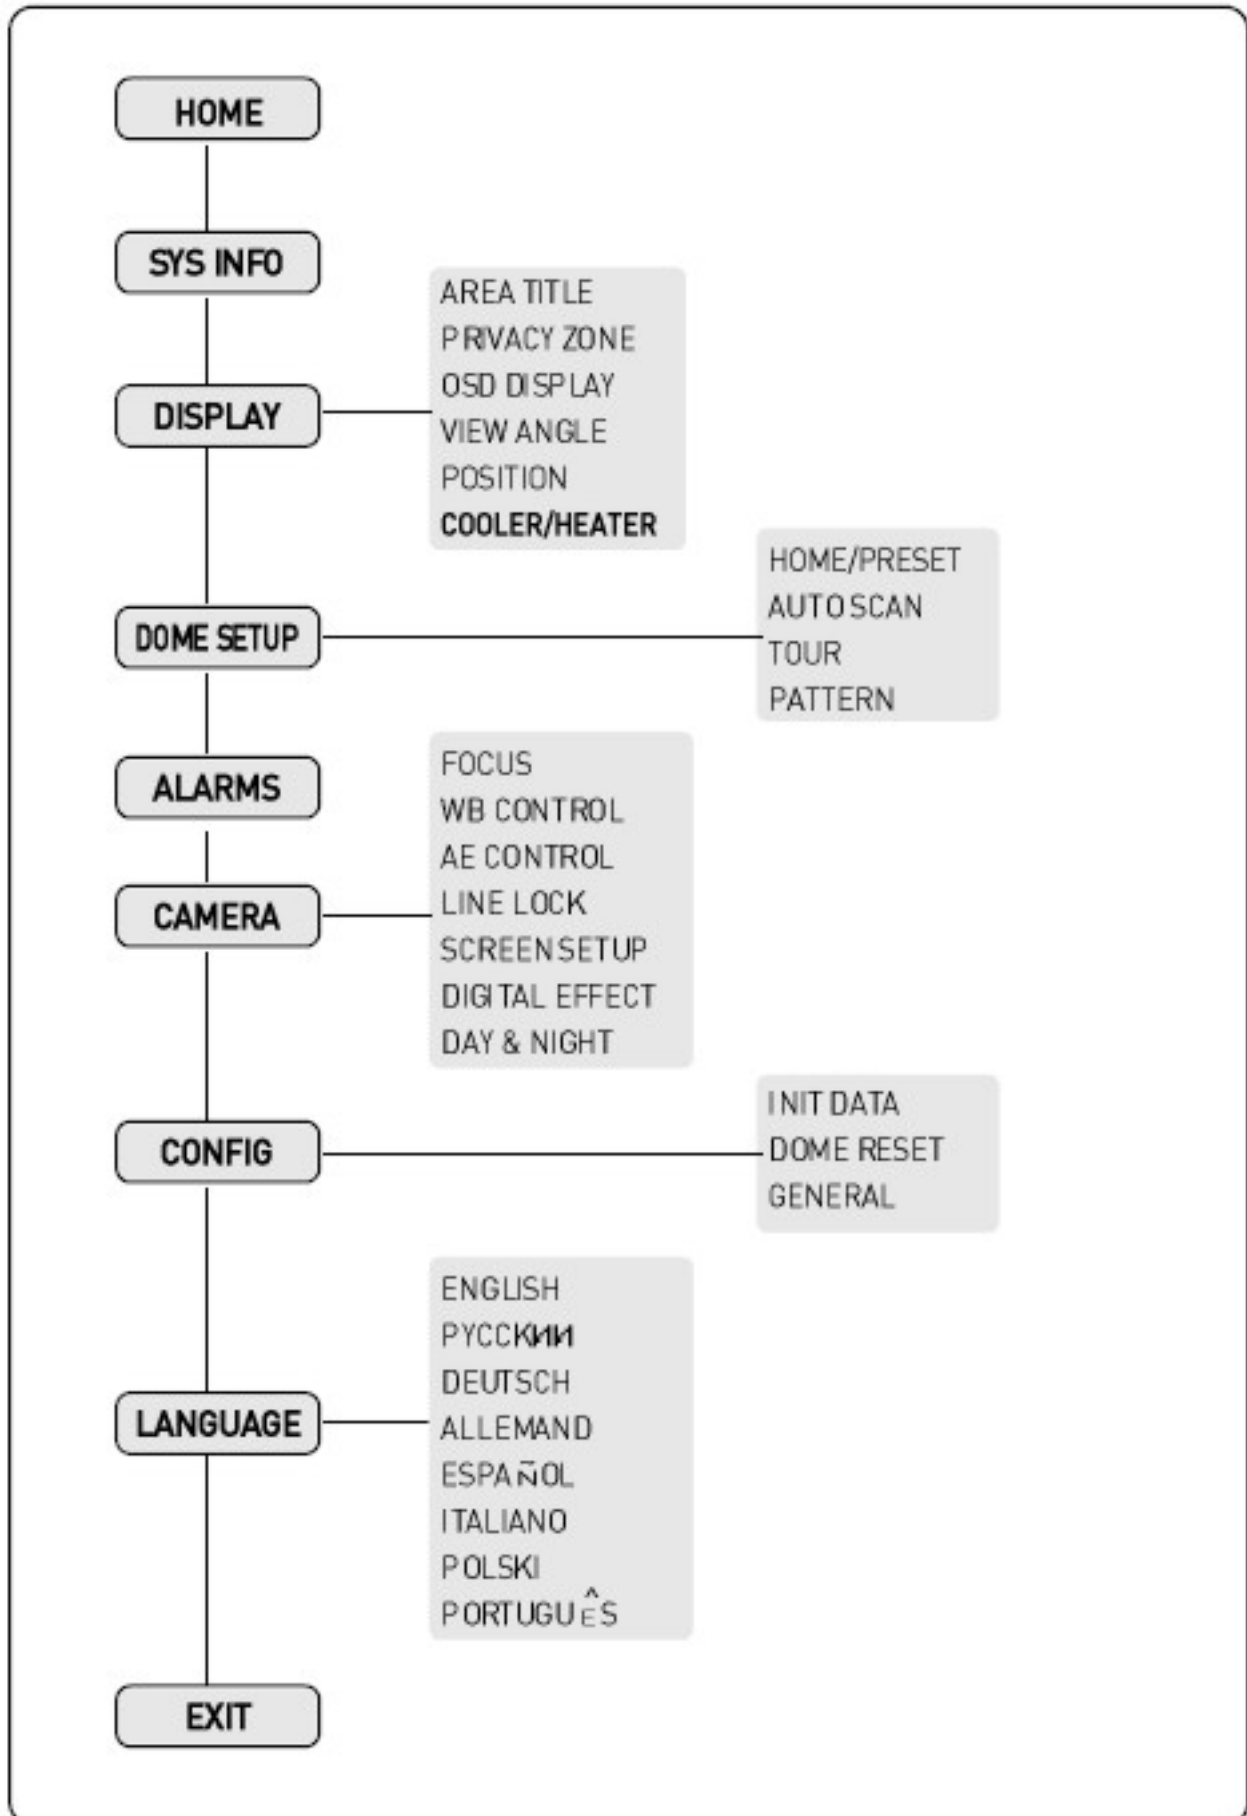 HOME
SYS INFO
AREA TITLE
PRIVACY ZONE
OSD DISPLAY
VIEW ANGLE
POSITION
COOLER/HEATER
DISPLAY
HOME/PRESET
AUTO SCAN
TOUR
PATTERN
DOME SETUP
ALARMS
FOCUS
WB CONTROL
AE CONTROL
LINE LOCK
SCREEN SETUP
DIGITAL EFFECT
DAY & NIGHT
CAMERA
INIT DATA
DOME RESET
GENERAL
CONFIG
ENGLISH
РУССКИИ
DEUTSCH
ALLEMAND
ESPAÑOL
ITALIANO
POLSKI
PORTUGUÊS
LANGUAGE
EXIT